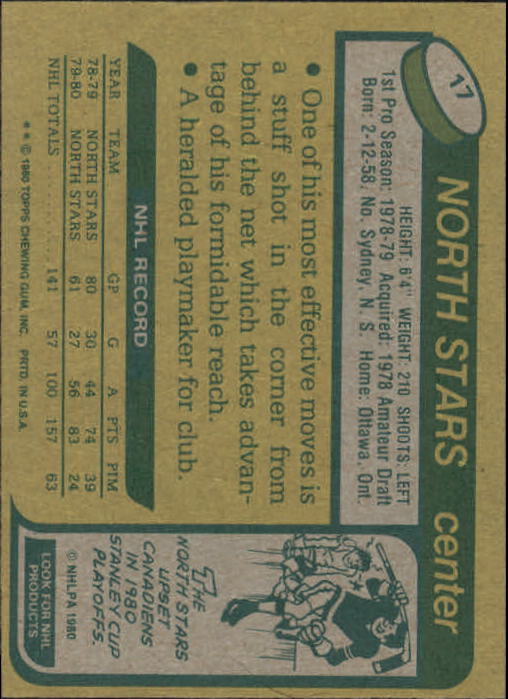 17
NORTH STARS center
HEIGHT: 6'4" WEIGHT: 210 SHOOTS: LEFT
1st Pro Season: 1978-79 Acquired: 1978 Amateur Draft
Born: 2-12-58, No. Sydney, N. S. Home: Ottawa, Ont.
• One of his most effective moves is
a stuff shot in the corner from
behind the net which takes advan-
tage of his formidable reach.
• A heralded playmaker for club.
NHL RECORD
YEAR TEAM GP G A PTS PIM
78-79 NORTH STARS 80 30 44 74 39
79-80 NORTH STARS 61 27 56 83 24
NHL TOTALS . . . . . . . . 141 57 100 157 63
** © 1980 TOPPS CHEWING GUM, INC. PRTD. IN U.S.A.
THE
NORTH STARS
UPSET
CANADIENS
IN 1980
STANLEY CUP
PLAYOFFS.
© NHLPA 1980
LOOK FOR NHL
PRODUCTS